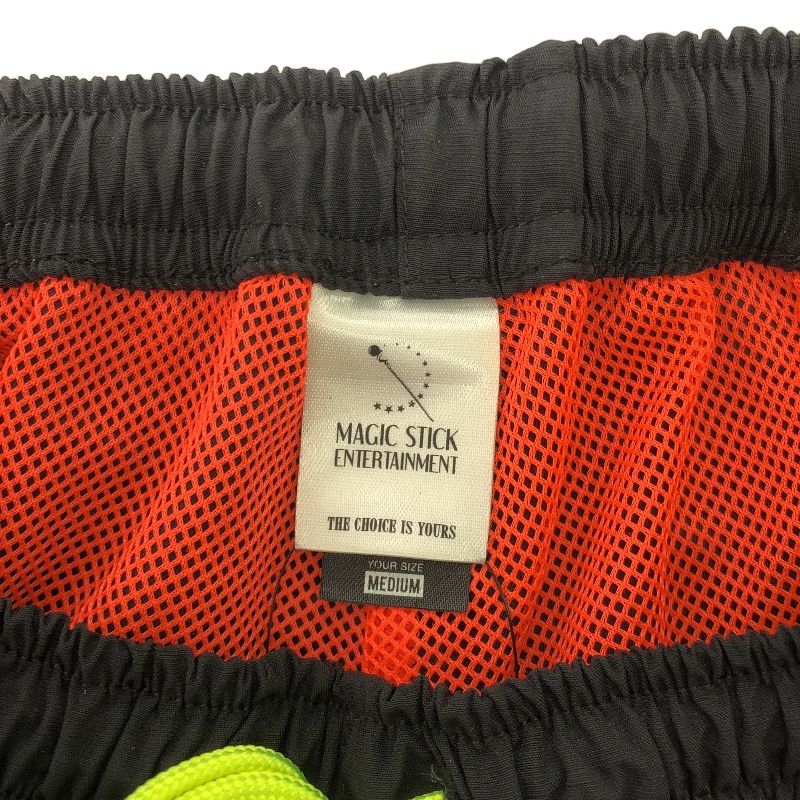 MAGIC STICK
ENTERTAINMENT
THE CHOICE IS YOURS
YOUR SIZE
MEDIUM